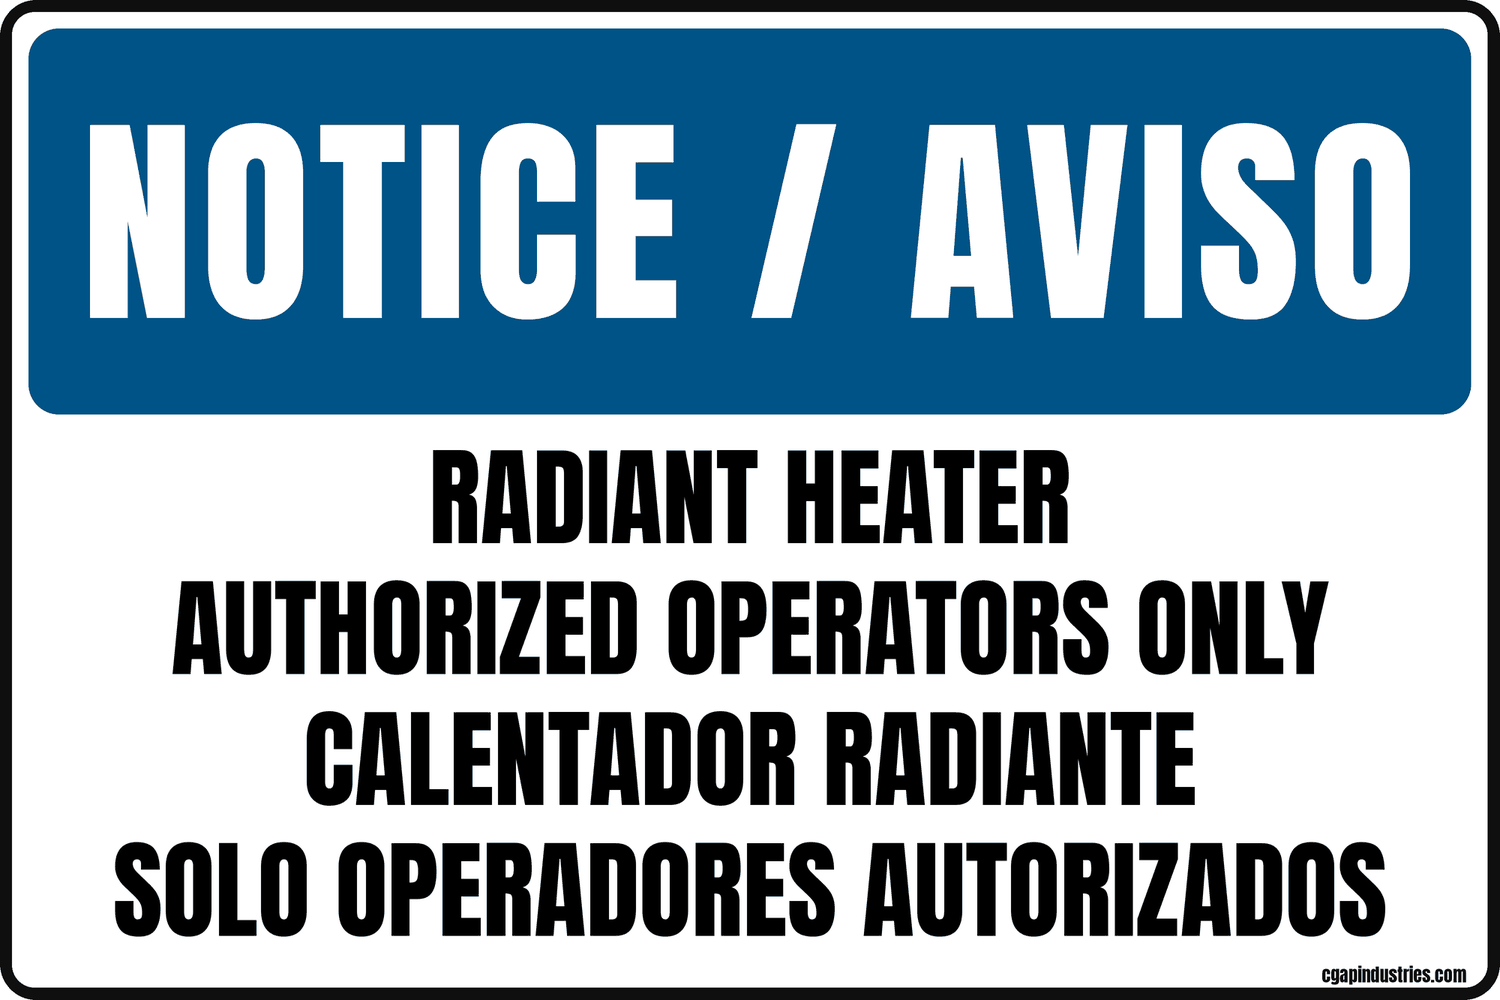 NOTICE / AVISO
RADIANT HEATER
AUTHORIZED OPERATORS ONLY
CALENTADOR RADIANTE
SOLO OPERADORES AUTORIZADOS
cgapindustries.com